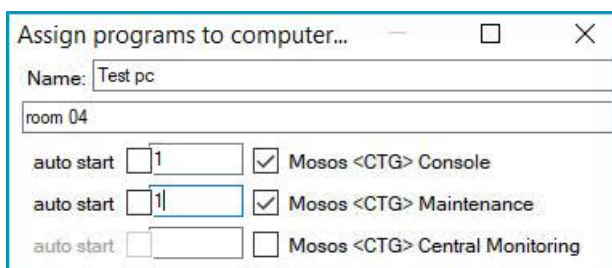 Assign programs to computer...
Name: Test pc
room 04
auto start 1 Mosos <CTG> Console
auto start 1 Mosos <CTG> Maintenance
auto start Mosos <CTG> Central Monitoring